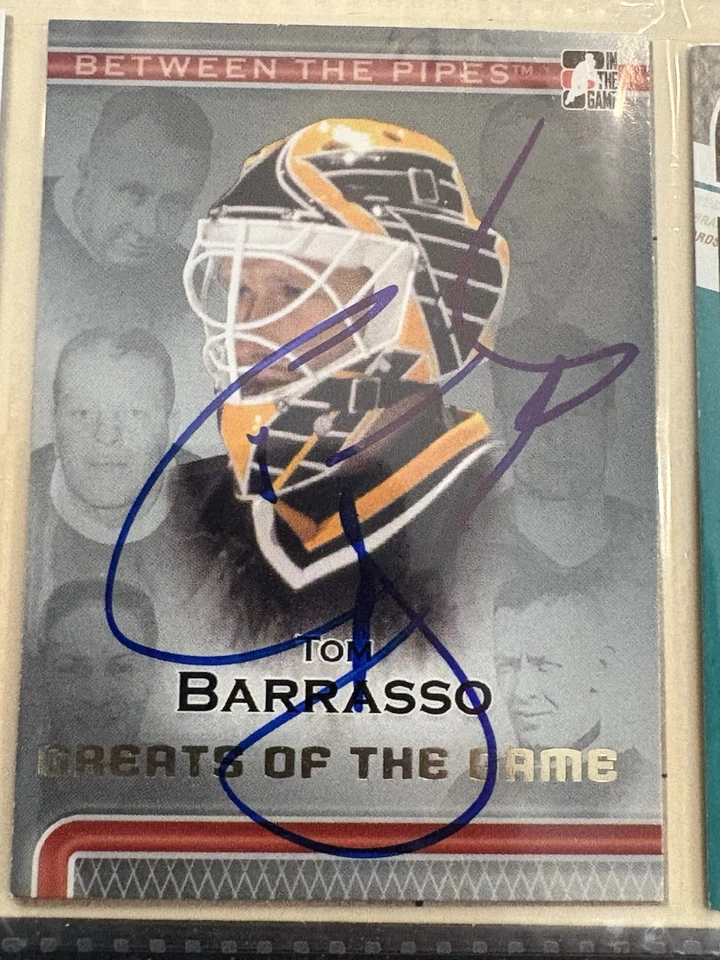 BETWEEN THE PIPES™
IN
THE
GAME
TOM
BARRASSO
GREATS OF THE GAME